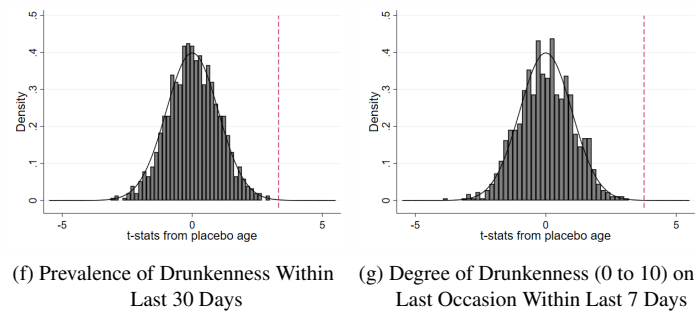 .5
.4
.3
.2
.1
0
Density
-5 0 5
t-stats from placebo age
(f) Prevalence of Drunkenness Within
Last 30 Days
.5
.4
.3
.2
.1
0
Density
-5 0 5
t-stats from placebo age
(g) Degree of Drunkenness (0 to 10) on
Last Occasion Within Last 7 Days